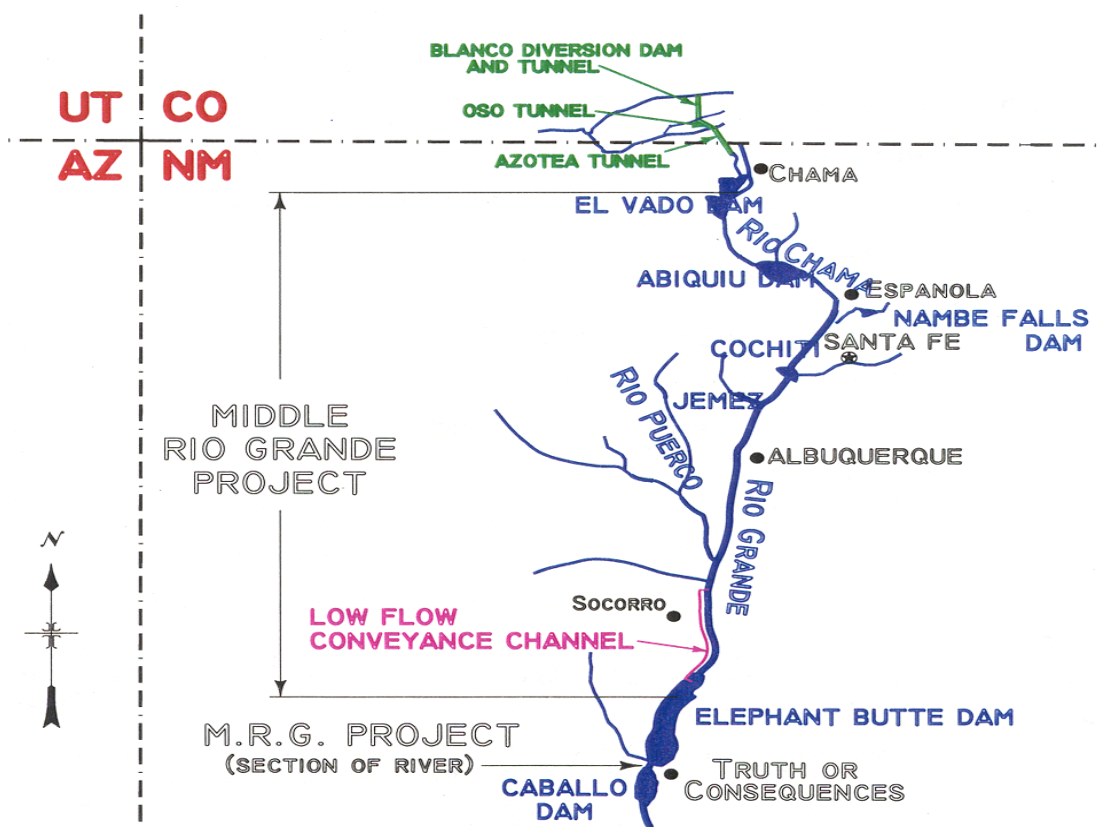 BLANCO DIVERSION DAM
AND TUNNEL
UT CO
OSO TUNNEL
AZ NM
AZOTEA TUNNEL
CHAMA
EL VADO DAM
RIO CHAMA
ABIQUIU DAM
ESPANOLA
NAMBE FALLS
DAM
SANTA FE
COCHITI
RIO PUERCO
JEMEZ
MIDDLE
RIO GRANDE
PROJECT
ALBUQUERQUE
RIO GRANDE
N
SOCORRO
LOW FLOW
CONVEYANCE CHANNEL
ELEPHANT BUTTE DAM
M.R.G. PROJECT
(SECTION OF RIVER)
TRUTH OR
CONSEQUENCES
CABALLO
DAM